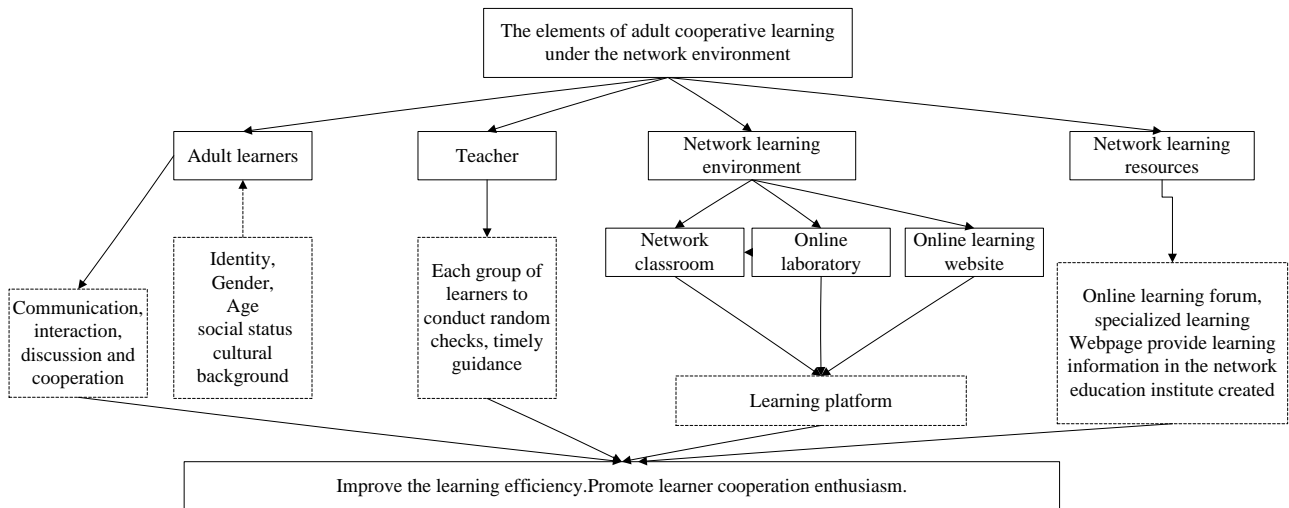 The elements of adult cooperative learning
under the network environment
Adult learners
Teacher
Network learning
environment
Network learning
resources
Network
classroom
Online
laboratory
Online learning
website
Communication,
interaction,
discussion and
cooperation
Identity,
Gender,
Age
social status
cultural
background
Each group of
learners to
conduct random
checks, timely
guidance
Learning platform
Online learning forum,
specialized learning
Webpage provide learning
information in the network
education institute created
Improve the learning efficiency.Promote learner cooperation enthusiasm.